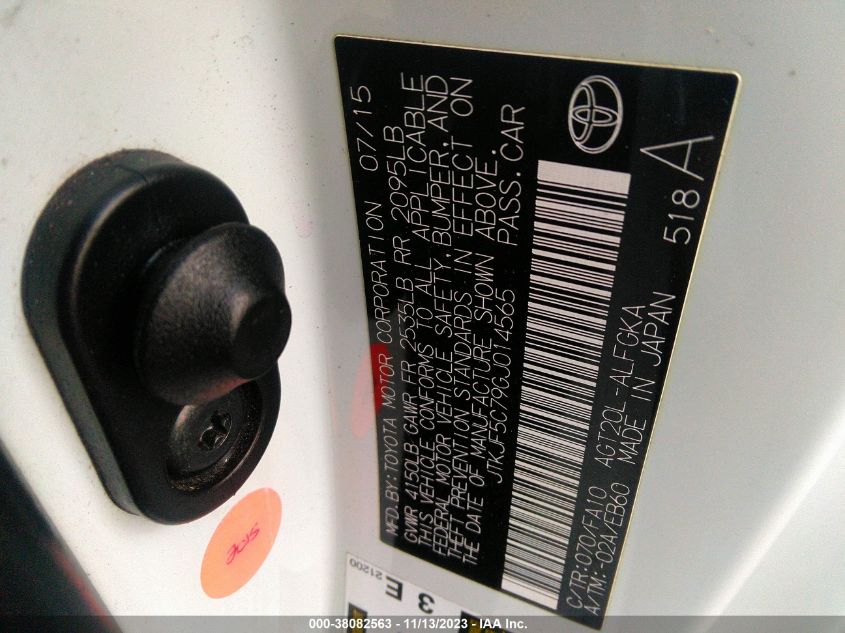 MFD. BY: TOYOTA MOTOR CORPORATION 07/15
GVWR 4150LB GAWR FR 2535LB RR 2095LB
THIS VEHICLE CONFORMS TO ALL APPLICABLE
FEDERAL MOTOR VEHICLE SAFETY, BUMPER, AND
THEFT PREVENTION STANDARDS IN EFFECT ON
THE DATE OF MANUFACTURE SHOWN ABOVE.
JTKJF5C79GJ014565 PASS.CAR
C/TR:070/FA10 AGT20L-ALFGKA
A/TM:-02A/EB60 MADE IN JAPAN 518 A
21200
E
3
000-38082563 - 11/13/2023 - IAA Inc.